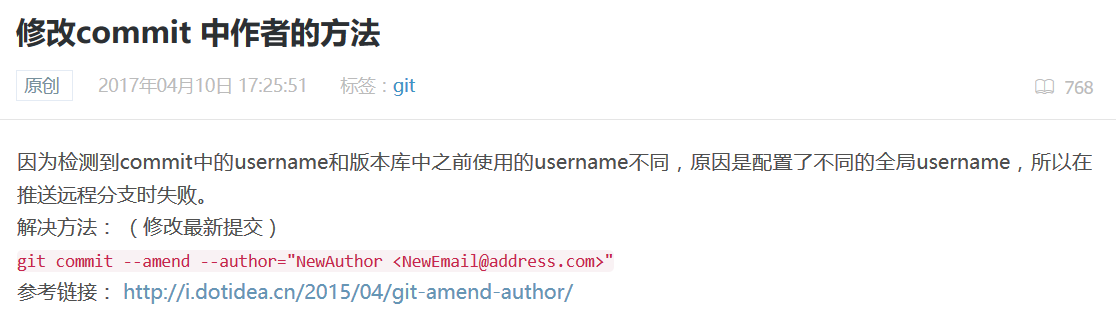 修改commit 中作者的方法
原创 2017年04月10日 17:25:51 标签：git 768
因为检测到commit中的username和版本库中之前使用的username不同，原因是配置了不同的全局username，所以在
推送远程分支时失败。
解决方法：（修改最新提交）
git commit --amend --author="NewAuthor <NewEmail@address.com>"
参考链接： http://i.dotidea.cn/2015/04/git-amend-author/